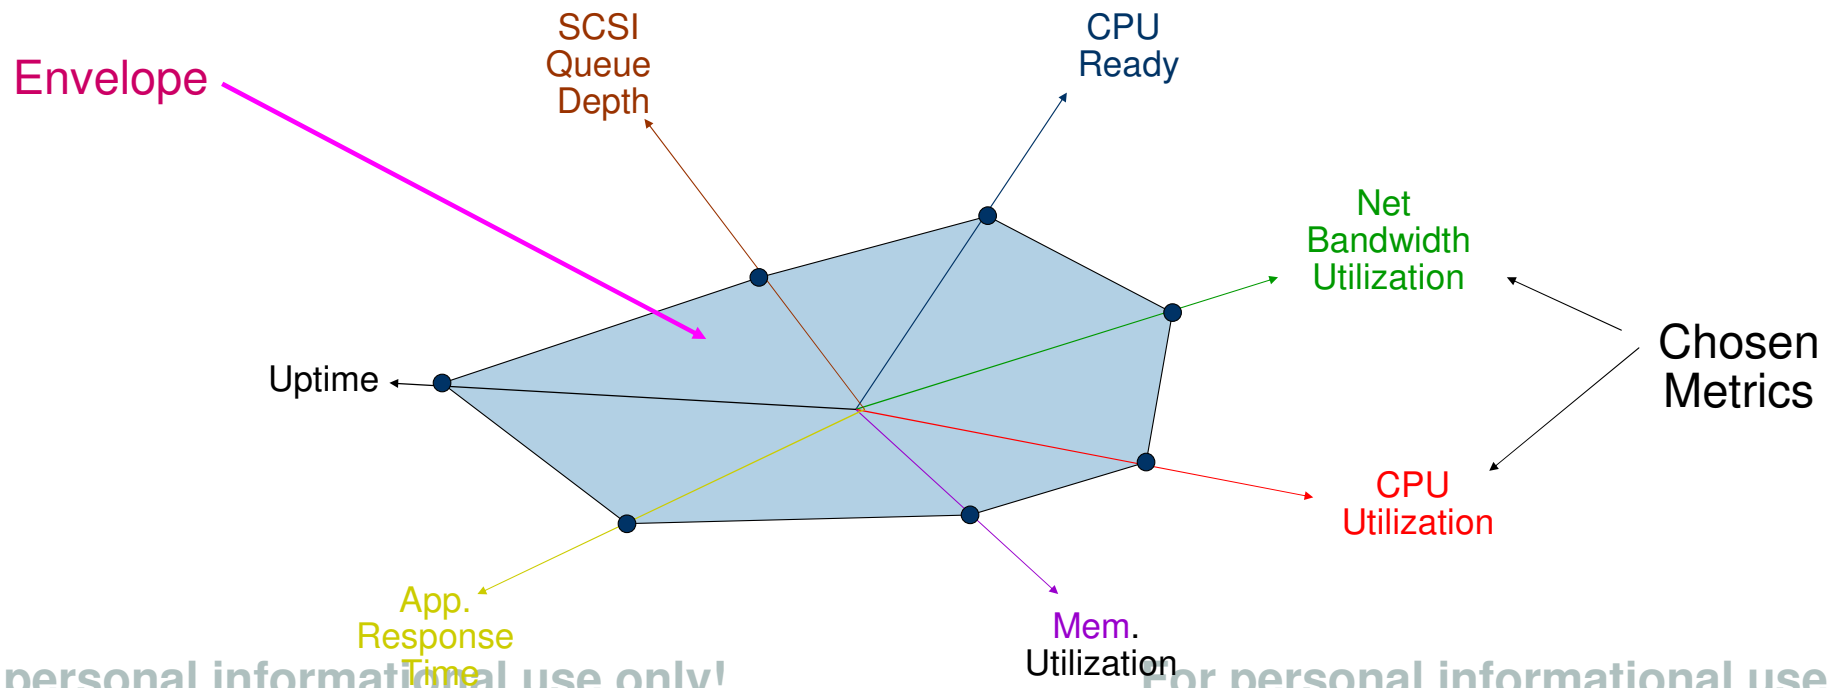 SCSI
Queue
Depth
CPU
Ready
Envelope
Net
Bandwidth
Utilization
Chosen
Metrics
Uptime
CPU
Utilization
App.
Response
Time
Mem.
Utilization
personal informational use only!
For personal informational use